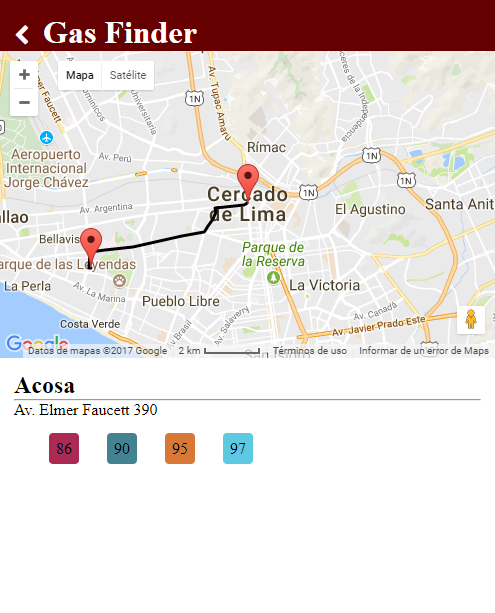 Gas Finder
Mapa
Satélite
Av. Tupac Amaru
1N
1N
1N
1N
Aeropuerto
Internacional
Jorge Chávez
Av. Perú
Rímac
Cercado
de Lima
Av. Argentina
El Agustino
Santa Anit
allao
Bellavis
arque de las Leyendas
Parque de
la Reserva
La Perla
Av. La Marina
La Victoria
Pueblo Libre
Av. Canadá
Costa Verde
Av. Brasil
Av. Salaverry
Av. Javier Prado Este
Google
Datos de mapas ©2017 Google
2 km
Términos de uso
Informar de un error de Maps
Acosa
Av. Elmer Faucett 390
86
90
95
97